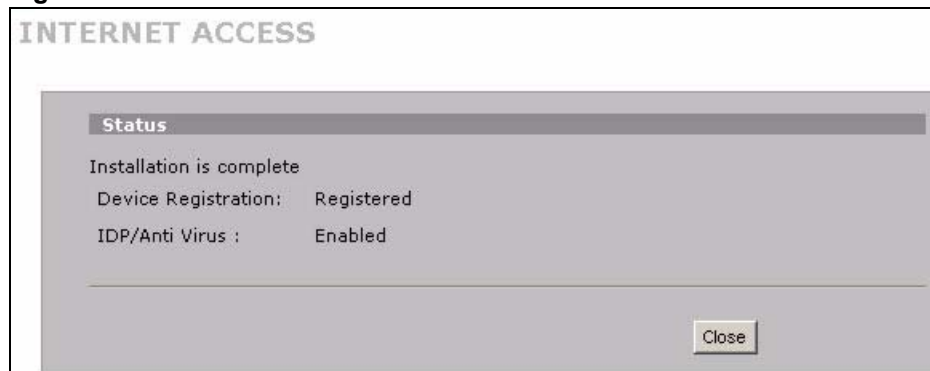 INTERNET ACCESS
Status
Installation is complete
Device Registration: Registered
IDP/Anti Virus : Enabled
Close